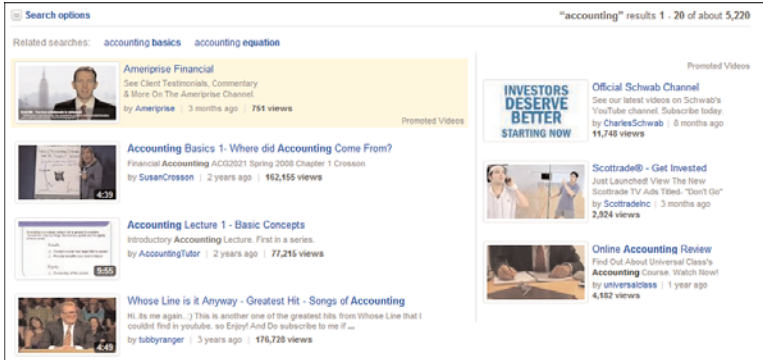 Search options
"accounting" results 1 - 20 of about 5,220
Related searches: accounting basics accounting equation
Ameriprise Financial
See Client Testimonials, Commentary
& More On The Ameriprise Channel.
by Ameriprise | 3 months ago | 751 views
Promoted Videos
Accounting Basics 1- Where did Accounting Come From?
Financial Accounting ACG2021 Spring 2008 Chapter 1 Crosson
by SusanCrosson | 2 years ago | 162,155 views
4:39
Accounting Lecture 1 - Basic Concepts
Introductory Accounting Lecture. First in a series.
by AccountingTutor | 2 years ago | 77,215 views
9:55
Whose Line is it Anyway - Greatest Hit - Songs of Accounting
Hi. its me again..:) This is another one of the greatest hits from Whose Line that I
couldnt find in youtube. so Enjoy! And Do subscribe to me if ...
by tubbyranger | 3 years ago | 176,728 views
4:49
Promoted Videos
INVESTORS
DESERVE
BETTER
STARTING NOW
Official Schwab Channel
See our latest videos on Schwab's
YouTube channel. Subscribe today.
by CharlesSchwab | 8 months ago
11,748 views
Scottrade® - Get Invested
Just Launched! View The New
Scottrade TV Ads Titled- "Don't Go"
by ScottradeInc | 3 months ago
2,924 views
Online Accounting Review
Find Out About Universal Class's
Accounting Course. Watch Now!
by universalclass | 1 year ago
4,182 views